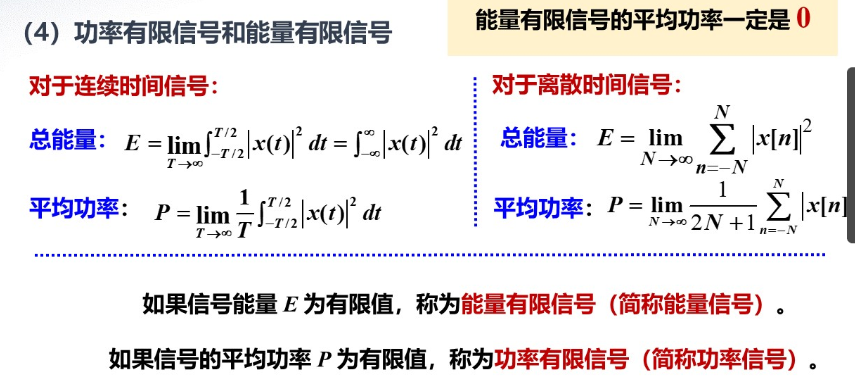 能量有限信号的平均功率一定是 0
（4）功率有限信号和能量有限信号
对于连续时间信号：
总能量： E = lim_{T→∞} ∫_{-T/2}^{T/2} |x(t)|² dt = ∫_{-∞}^{∞} |x(t)|² dt
平均功率： P = lim_{T→∞} 1/T ∫_{-T/2}^{T/2} |x(t)|² dt
对于离散时间信号：
总能量： E = lim_{N→∞} ∑_{n=-N}^{N} |x[n]|²
平均功率： P = lim_{N→∞} 1/(2N+1) ∑_{n=-N}^{N} |x[n]
如果信号能量 E 为有限值，称为能量有限信号（简称能量信号）。
如果信号的平均功率 P 为有限值，称为功率有限信号（简称功率信号）。